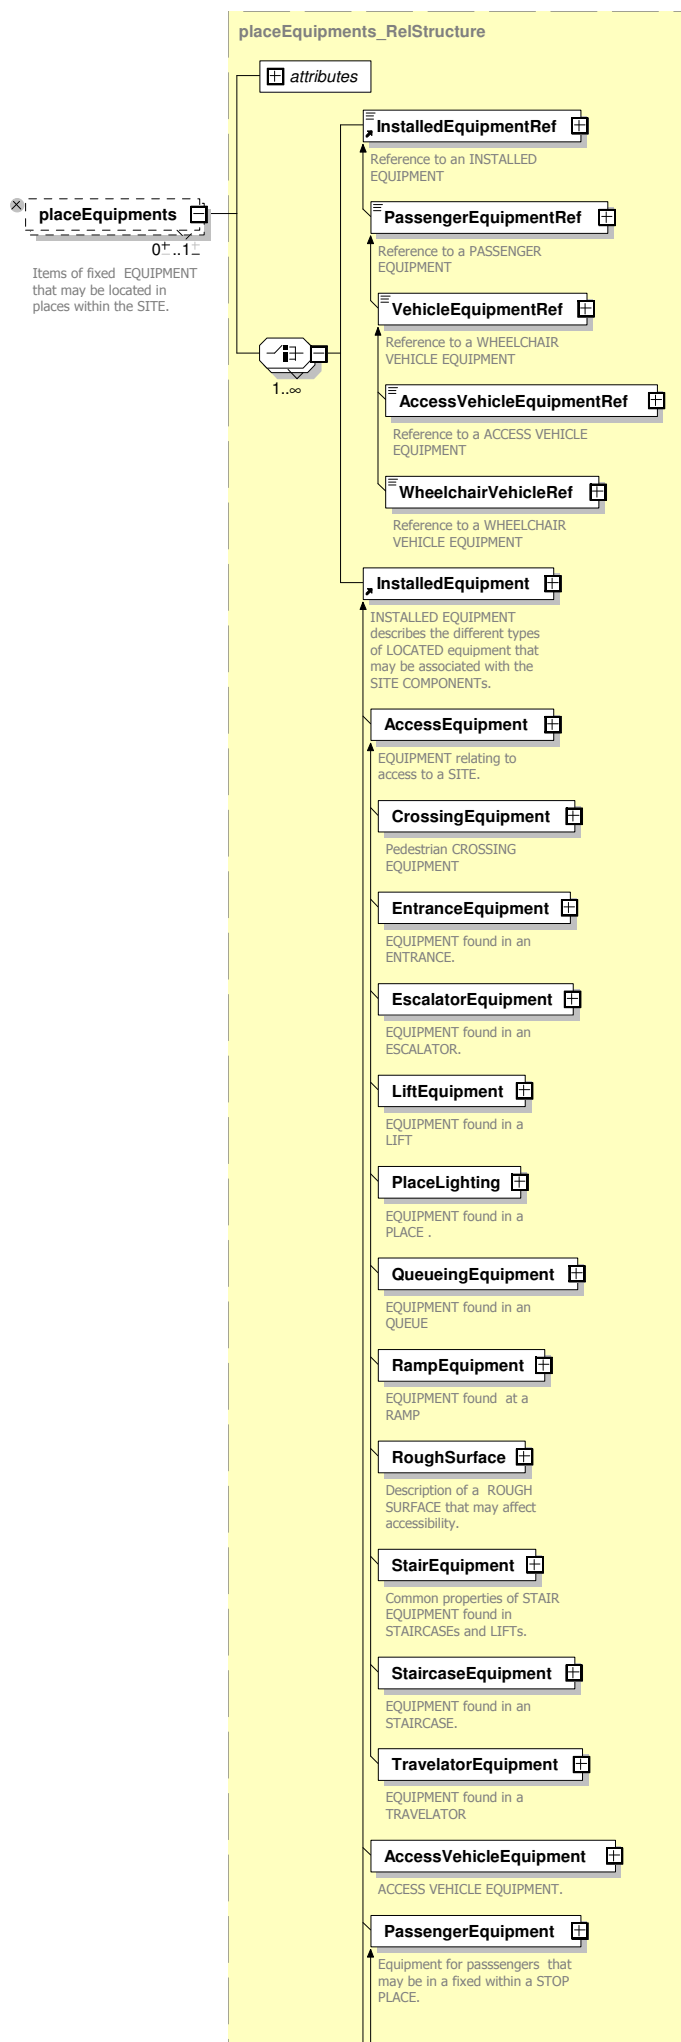 placeEquipments_RelStructure
attributes
InstalledEquipmentRef
Reference to an INSTALLED
EQUIPMENT
placeEquipments
0..1
Items of fixed EQUIPMENT
that may be located in
places within the SITE.
PassengerEquipmentRef
Reference to a PASSENGER
EQUIPMENT
VehicleEquipmentRef
Reference to a WHEELCHAIR
VEHICLE EQUIPMENT
1..∞
AccessVehicleEquipmentRef
Reference to a ACCESS VEHICLE
EQUIPMENT
WheelchairVehicleRef
Reference to a WHEELCHAIR
VEHICLE EQUIPMENT
InstalledEquipment
INSTALLED EQUIPMENT
describes the different types
of LOCATED equipment that
may be associated with the
SITE COMPONENTs.
AccessEquipment
EQUIPMENT relating to
access to a SITE.
CrossingEquipment
Pedestrian CROSSING
EQUIPMENT
EntranceEquipment
EQUIPMENT found in an
ENTRANCE.
EscalatorEquipment
EQUIPMENT found in an
ESCALATOR.
LiftEquipment
EQUIPMENT found in a
LIFT
PlaceLighting
EQUIPMENT found in a
PLACE .
QueueingEquipment
EQUIPMENT found in an
QUEUE
RampEquipment
EQUIPMENT found at a
RAMP
RoughSurface
Description of a ROUGH
SURFACE that may affect
accessibility.
StairEquipment
Common properties of STAIR
EQUIPMENT found in
STAIRCASEs and LIFTs.
StaircaseEquipment
EQUIPMENT found in an
STAIRCASE.
TravelatorEquipment
EQUIPMENT found in a
TRAVELATOR
AccessVehicleEquipment
ACCESS VEHICLE EQUIPMENT.
PassengerEquipment
Equipment for passsengers that
may be in a fixed within a STOP
PLACE.